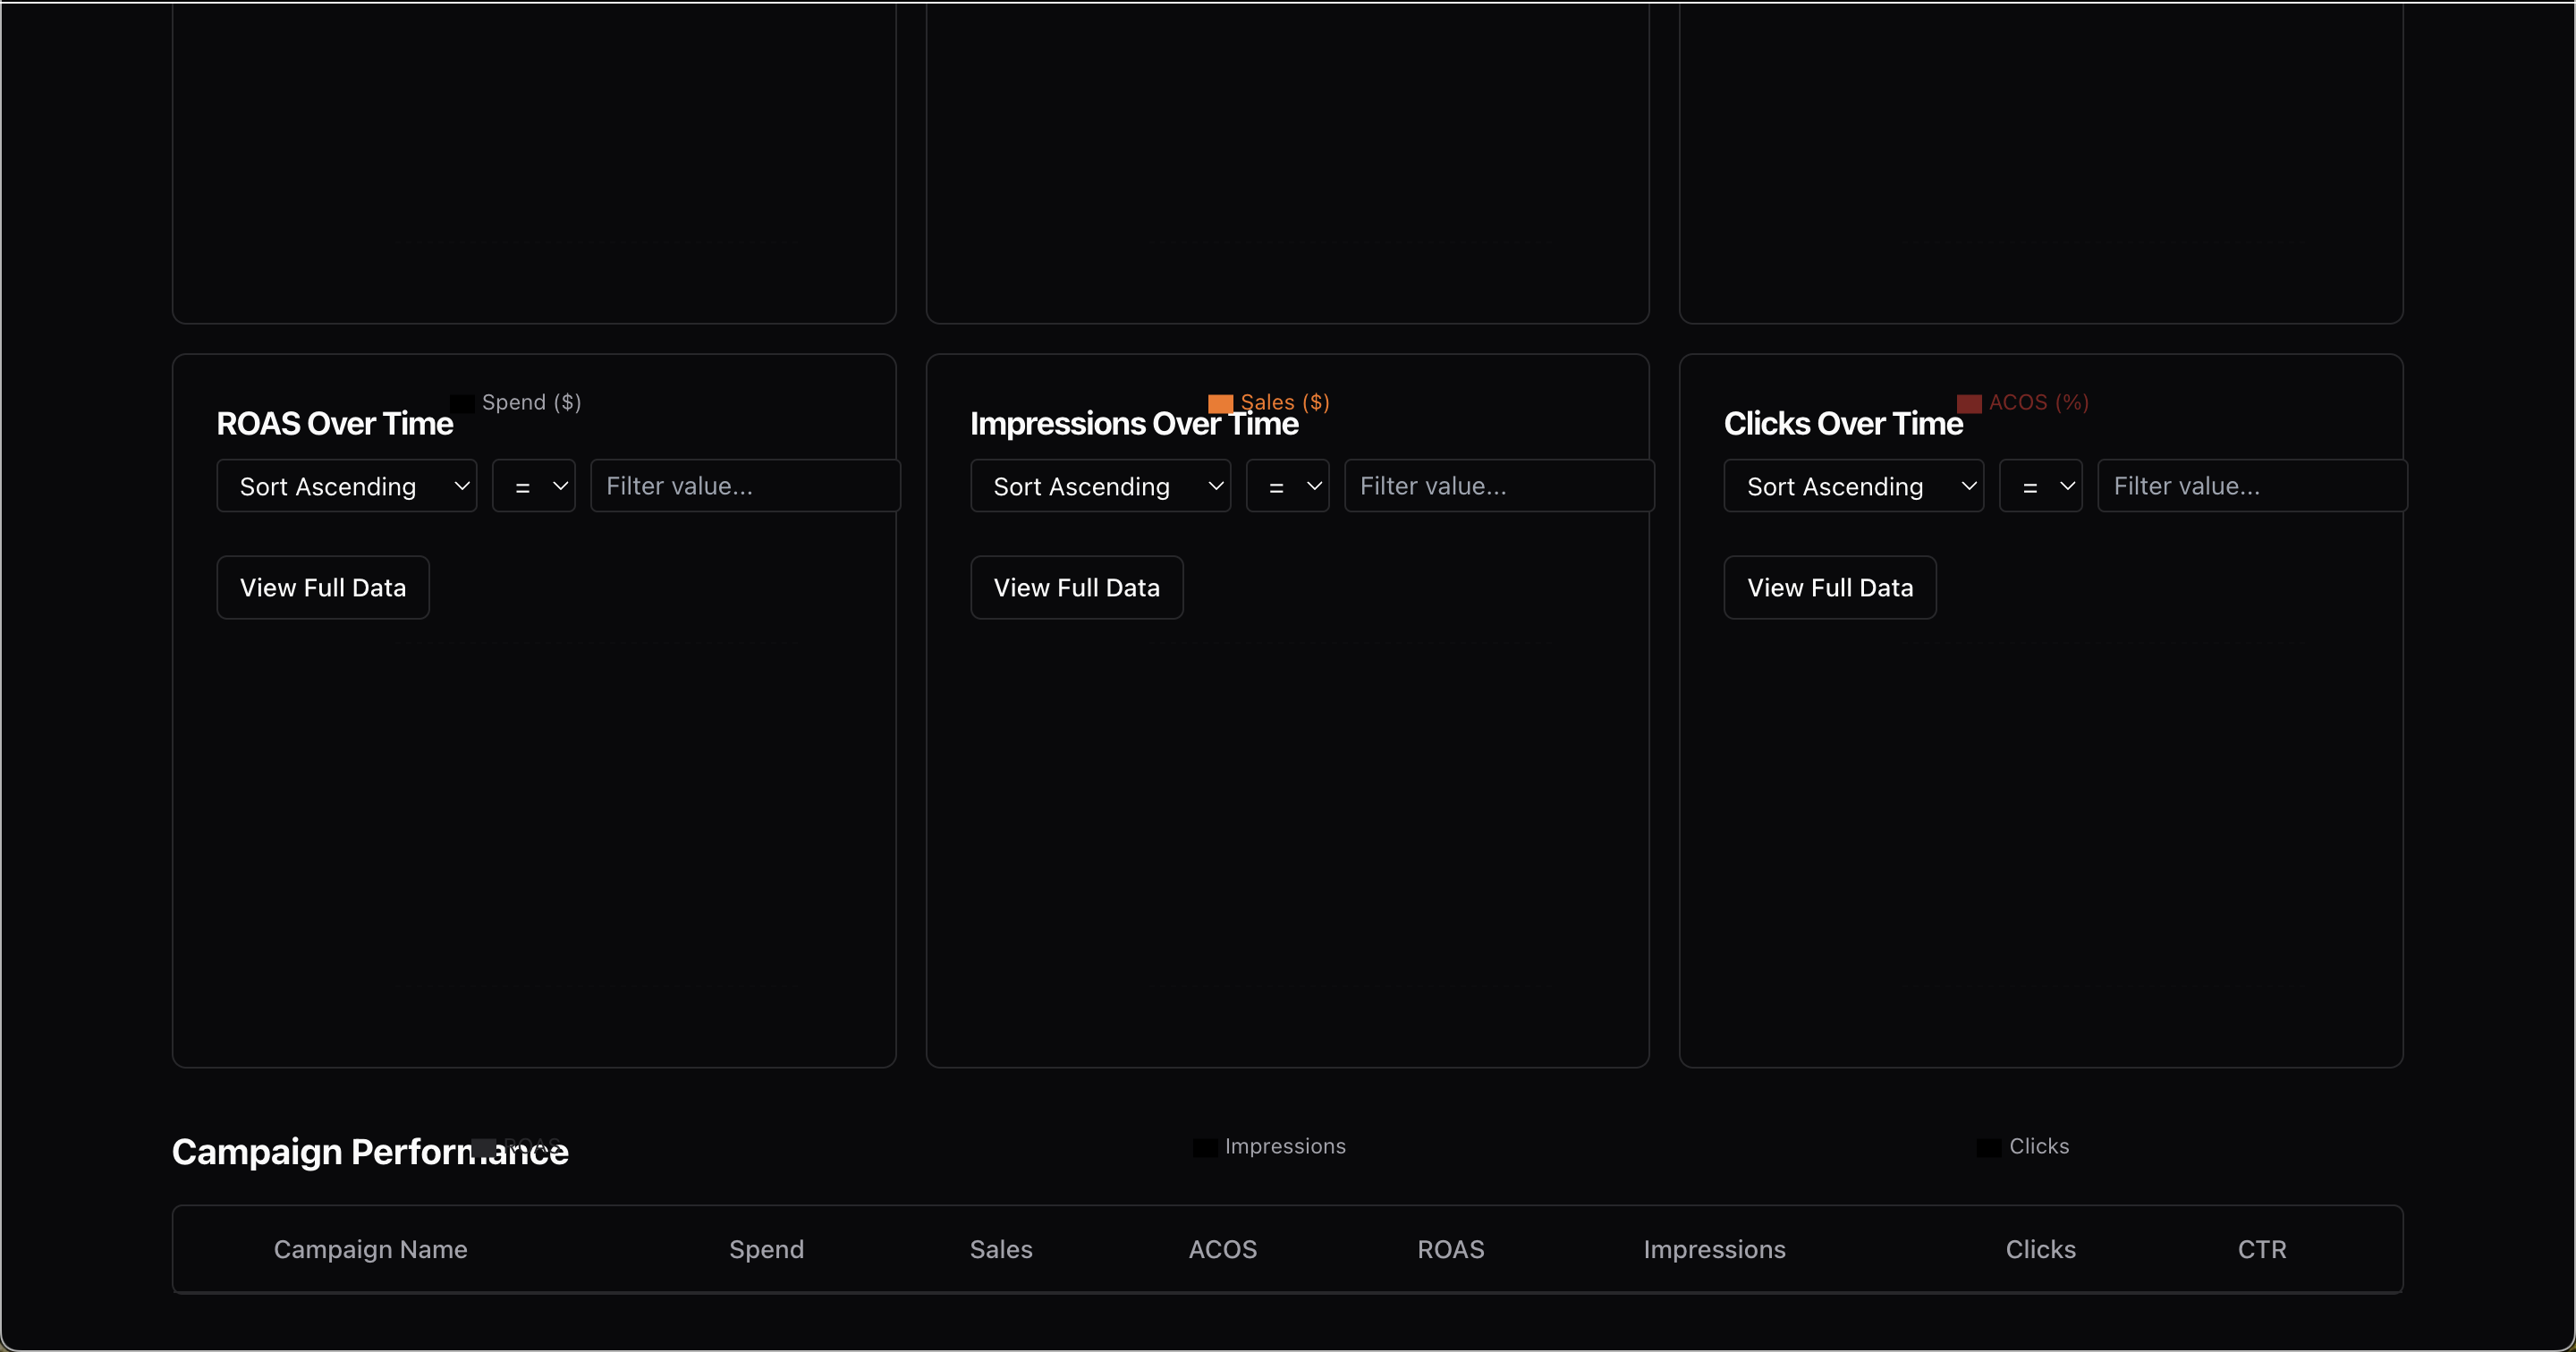 Spend ($)
Sales ($)
ACOS (%)
ROAS Over Time
Impressions Over Time
Clicks Over Time
Sort Ascending = Filter value...
Sort Ascending = Filter value...
Sort Ascending = Filter value...
View Full Data
View Full Data
View Full Data
ROAS
Impressions
Clicks
Campaign Performance
Campaign Name Spend Sales ACOS ROAS Impressions Clicks CTR